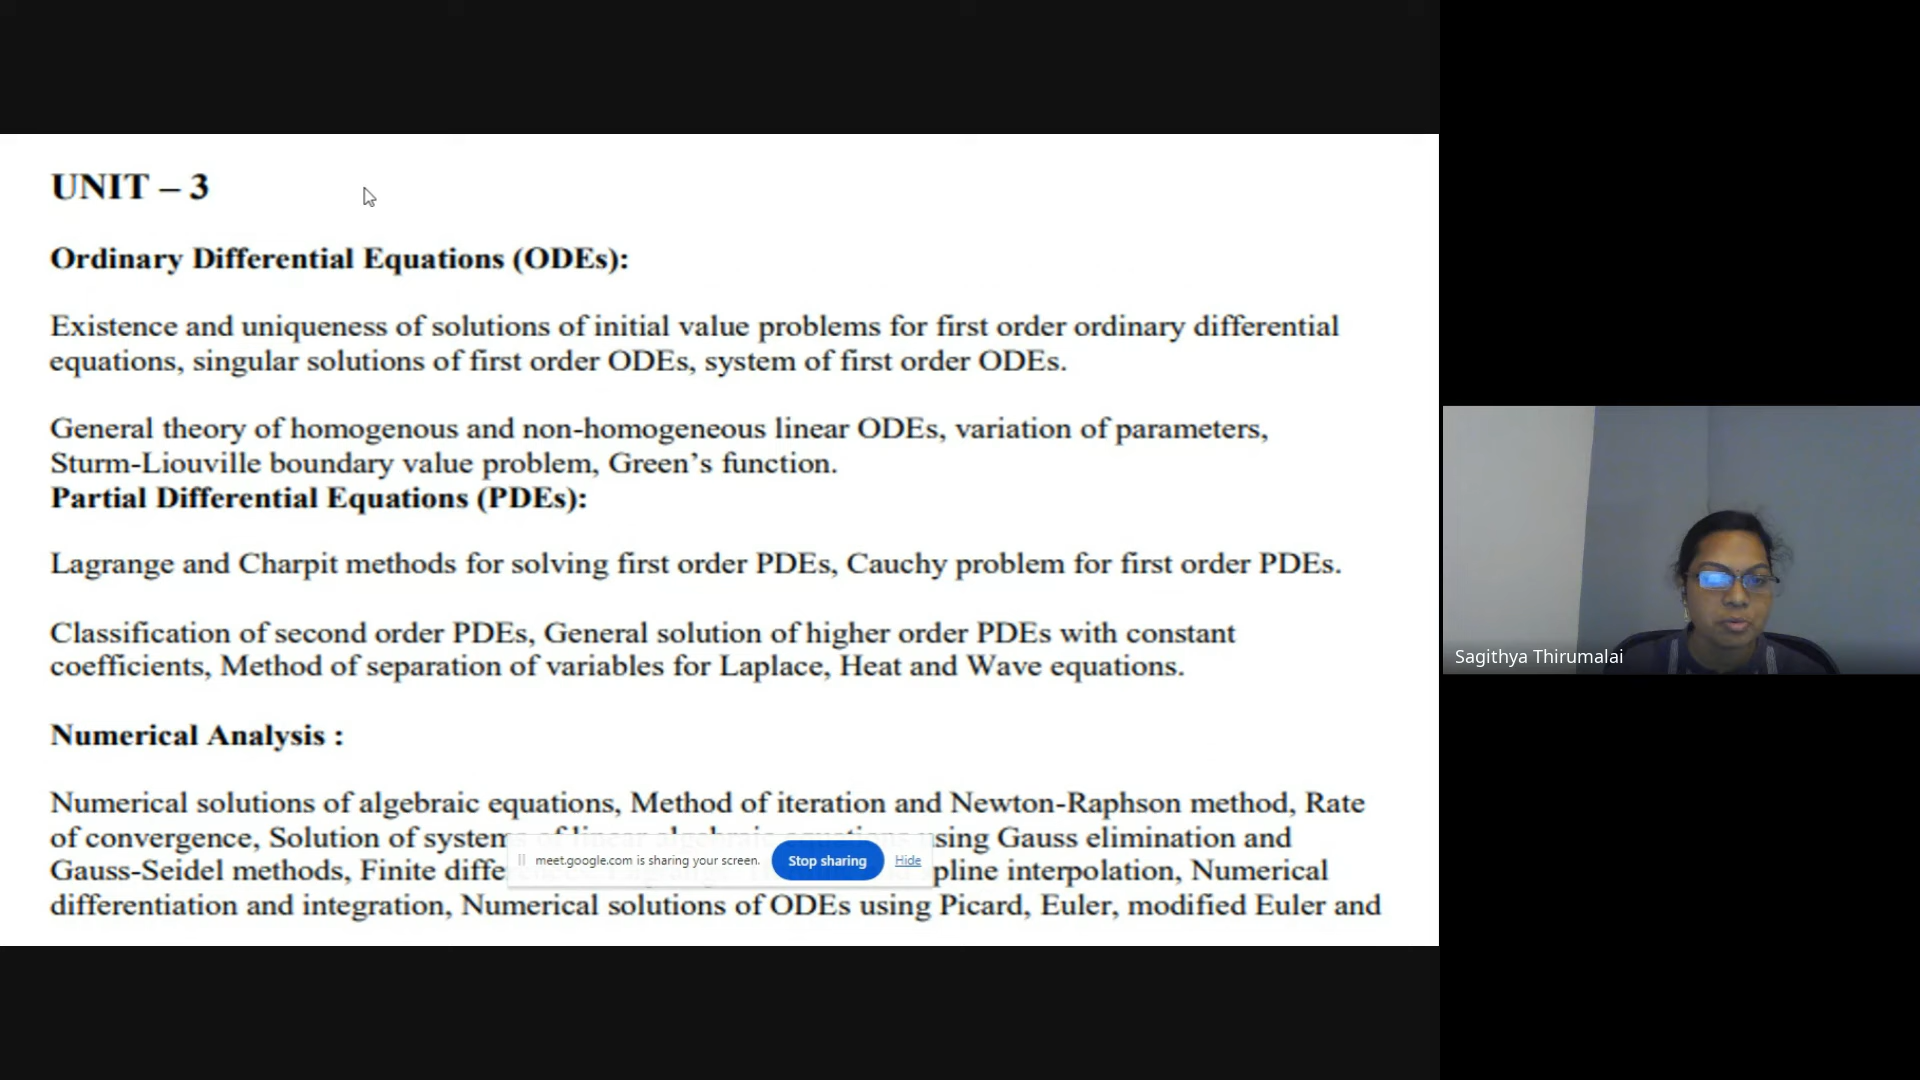 UNIT – 3
Ordinary Differential Equations (ODEs):
Existence and uniqueness of solutions of initial value problems for first order ordinary differential
equations, singular solutions of first order ODEs, system of first order ODEs.
General theory of homogenous and non-homogeneous linear ODEs, variation of parameters,
Sturm-Liouville boundary value problem, Green's function.
Partial Differential Equations (PDEs):
Lagrange and Charpit methods for solving first order PDEs, Cauchy problem for first order PDEs.
Classification of second order PDEs, General solution of higher order PDEs with constant
coefficients, Method of separation of variables for Laplace, Heat and Wave equations.
Numerical Analysis :
Numerical solutions of algebraic equations, Method of iteration and Newton-Raphson method, Rate
of convergence, Solution of systems of linear algebraic equations using Gauss elimination and
Gauss-Seidel methods, Finite diffe pline interpolation, Numerical
differentiation and integration, Numerical solutions of ODEs using Picard, Euler, modified Euler and
meet.google.com is sharing your screen. Stop sharing Hide
Sagithya Thirumalai